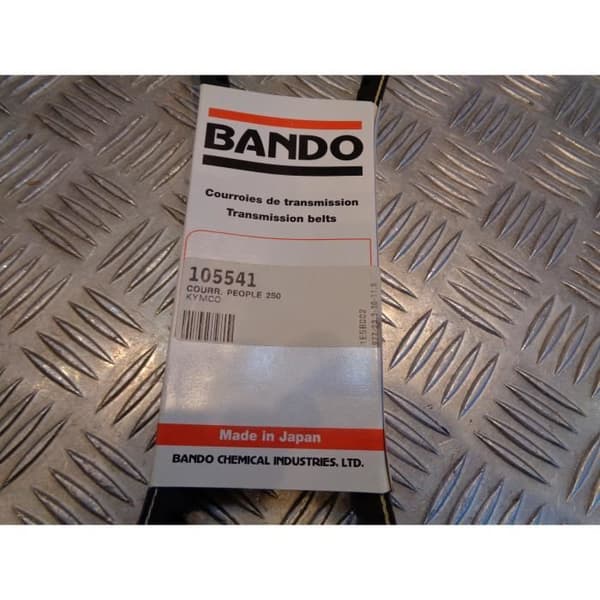 BANDO
Courroies de transmission
Transmission belts
105541
COURR. PEOPLE 250
KYMCO
Made in Japan
BANDO CHEMICAL INDUSTRIES, LTD.